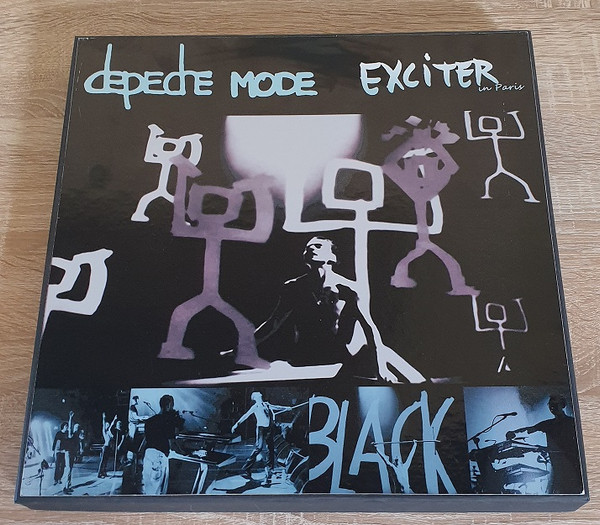 depeche MODE EXCiTER
in Paris
BLACK